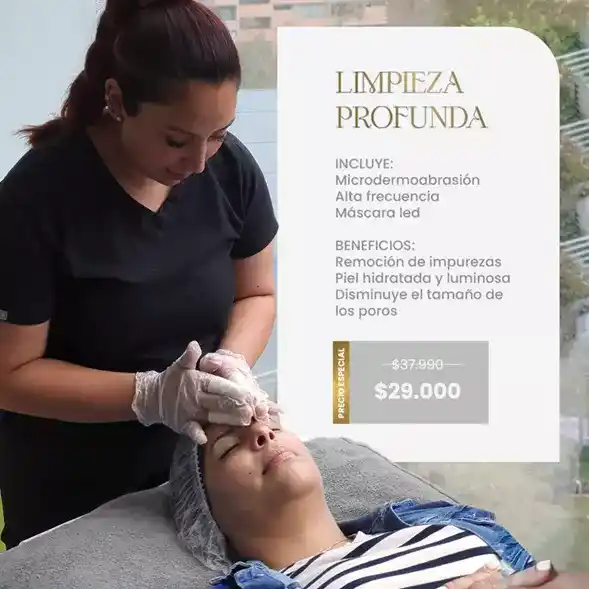 LIMPIEZA
PROFUNDA
INCLUYE:
Microdermoabrasión
Alta frecuencia
Máscara led
BENEFICIOS:
Remoción de impurezas
Piel hidratada y luminosa
Disminuye el tamaño de
los poros
PRECIO ESPECIAL
$37.990
$29.000